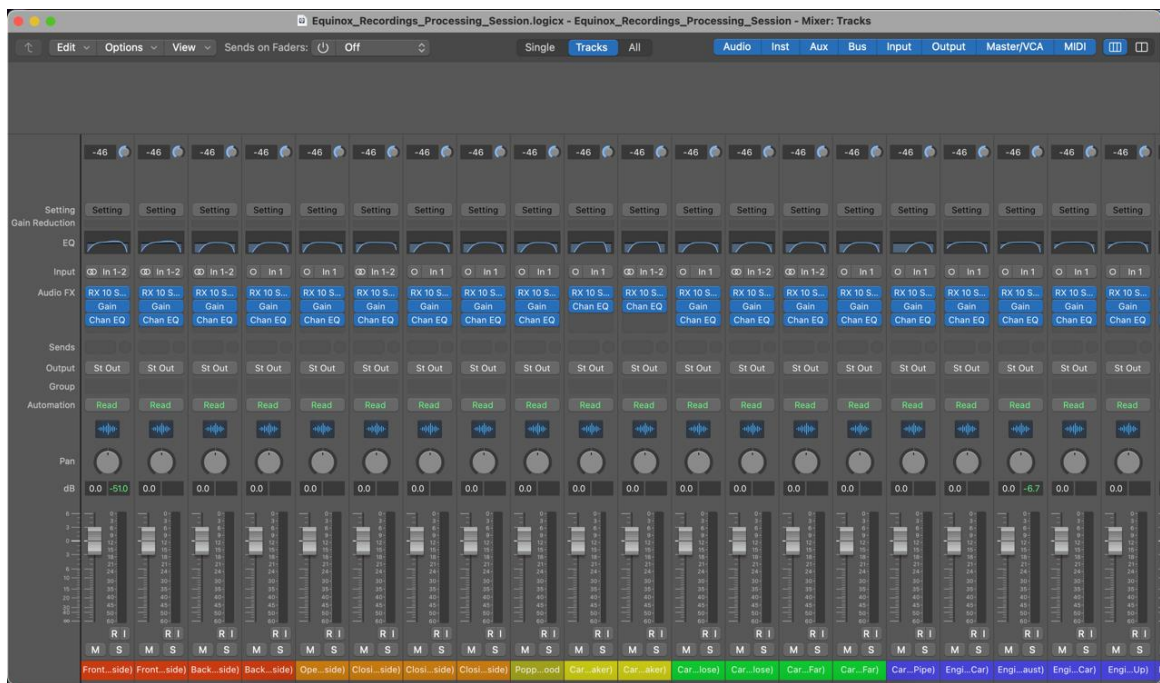 Equinox_Recordings_Processing_Session.logicx - Equinox_Recordings_Processing_Session - Mixer: Tracks
Edit Options View Sends on Faders: Off Single Tracks All Audio Inst Aux Bus Input Output Master/VCA MIDI
-46 -46 -46 -46 -46 -46 -46 -46 -46 -46 -46 -46 -46 -46 -46 -46 -46 -46 -46 -46
Setting Setting Setting Setting Setting Setting Setting Setting Setting Setting Setting Setting Setting Setting Setting Setting Setting Setting Setting Setting Setting
Gain Reduction
EQ
Input In 1-2 In 1-2 In 1-2 In 1 In 1-2 In 1-2 In 1 In 1 In 1-2 In 1 In 1-2 In 1 In 1-2 In 1 In 1 In 1 In 1 In 1 In 1 In 1-2
Audio FX RX 10 S... RX 10 S... RX 10 S... RX 10 S... RX 10 S... RX 10 S... RX 10 S... RX 10 S... RX 10 S... RX 10 S... RX 10 S... RX 10 S... RX 10 S... RX 10 S... RX 10 S... RX 10 S... RX 10 S... RX 10 S... RX 10 S... RX 10 S...
Gain Gain Gain Gain Gain Gain Gain Gain Gain Chan EQ Chan EQ Gain Gain Gain Gain Gain Gain Gain Gain Gain
Chan EQ Chan EQ Chan EQ Chan EQ Chan EQ Chan EQ Chan EQ Chan EQ Chan EQ Chan EQ Chan EQ Chan EQ Chan EQ Chan EQ Chan EQ Chan EQ Chan EQ Chan EQ
Sends
Output St Out St Out St Out St Out St Out St Out St Out St Out St Out St Out St Out St Out St Out St Out St Out St Out St Out St Out St Out St Out
Group
Automation Read Read Read Read Read Read Read Read Read Read Read Read Read Read Read Read Read Read Read Read
Pan
dB 0.0 -51.0 0.0 0.0 0.0 0.0 0.0 0.0 0.0 0.0 0.0 0.0 0.0 0.0 0.0 0.0 0.0 0.0 0.0 -6.7 0.0 0.0
R I R I R I R I R I R I R I R I R I R I R I R I R I R I R I R I R I R I R I R I
M S M S M S M S M S M S M S M S M S M S M S M S M S M S M S M S M S M S M S M S
Front...side) Front...side) Back...side) Back...side) Ope...side) Closi...side) Closi...side) Closi...side) Popp...ood Car...aker) Car...aker) Car...lose) Car...lose) Car...Far) Car...Far) Car...Pipe) Engi...Car) Engi...aust) Engi...Car) Engi...Up)